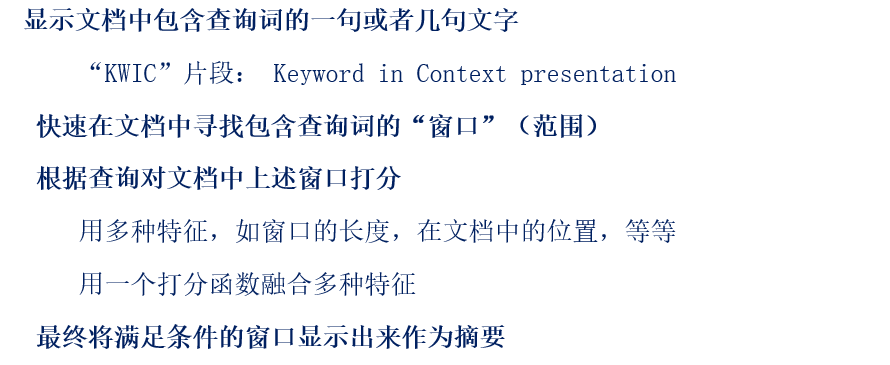 显示文档中包含查询词的一句或者几句文字
“KWIC”片段： Keyword in Context presentation
快速在文档中寻找包含查询词的“窗口”（范围）
根据查询对文档中上述窗口打分
用多种特征，如窗口的长度，在文档中的位置，等等
用一个打分函数融合多种特征
最终将满足条件的窗口显示出来作为摘要